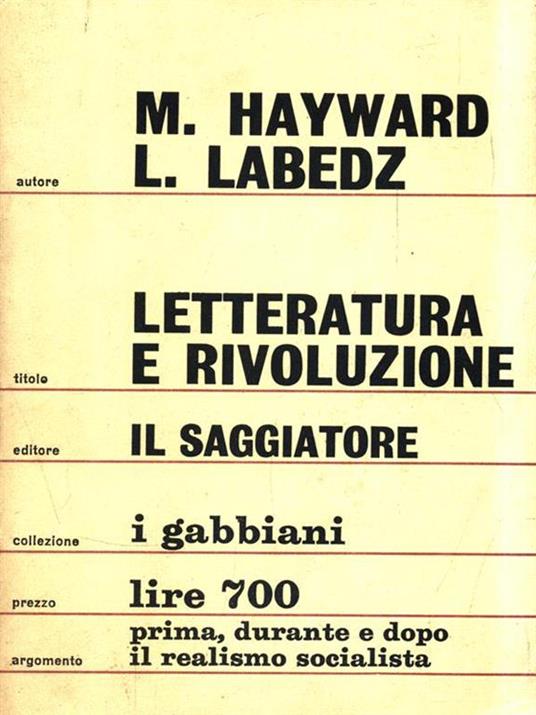 M. HAYWARD
autore L. LABEDZ
LETTERATURA
titolo E RIVOLUZIONE
editore IL SAGGIATORE
collezione i gabbiani
prezzo lire 700
prima, durante e dopo
argomento il realismo socialista